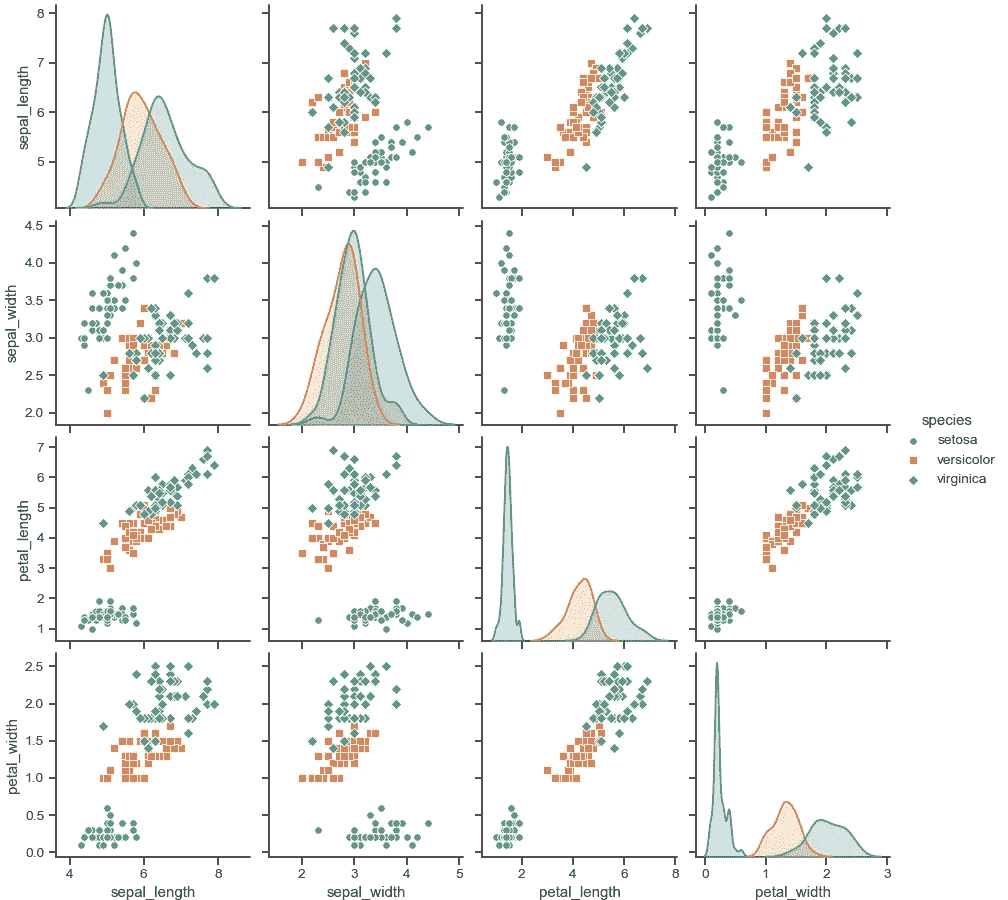 8
7
6
5
sepal_length
4.5
4.0
3.5
3.0
2.5
2.0
sepal_width
species
setosa
versicolor
virginica
7
6
5
4
3
2
1
petal_length
2.5
2.0
1.5
1.0
0.5
0.0
petal_width
4 6 8 2 3 4 5 2 4 6 8 0 1 2 3
sepal_length sepal_width petal_length petal_width